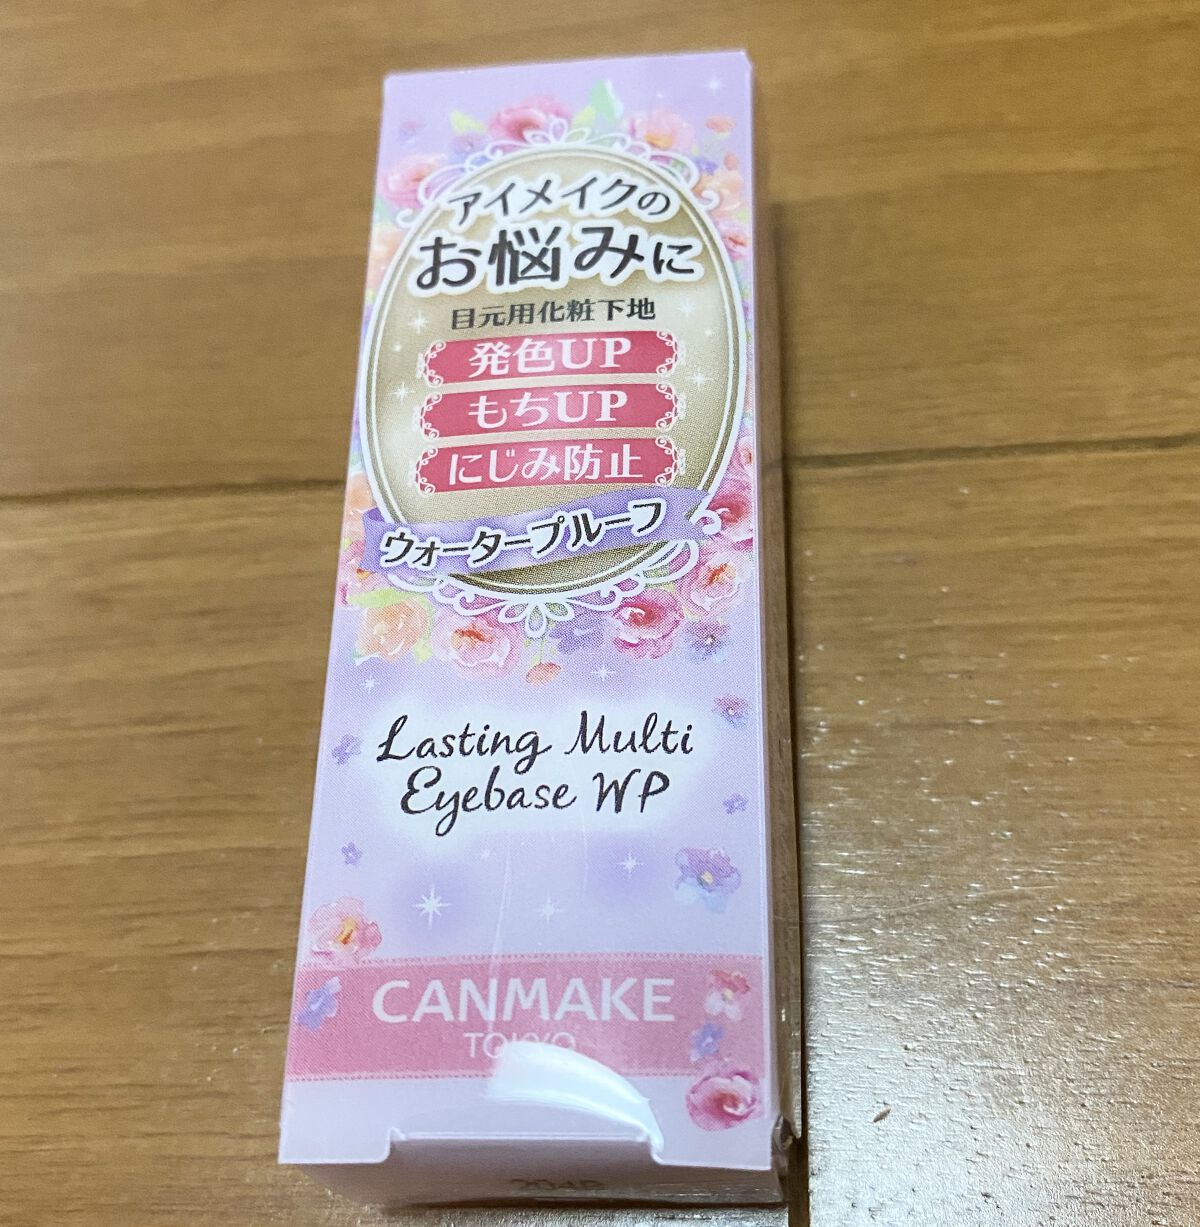 アイメイクの
お悩みに
目元用化粧下地
発色UP
もちUP
にじみ防止
ウォータープルーフ
Lasting Multi
Eyebase WP
CANMAKE
TOKYO